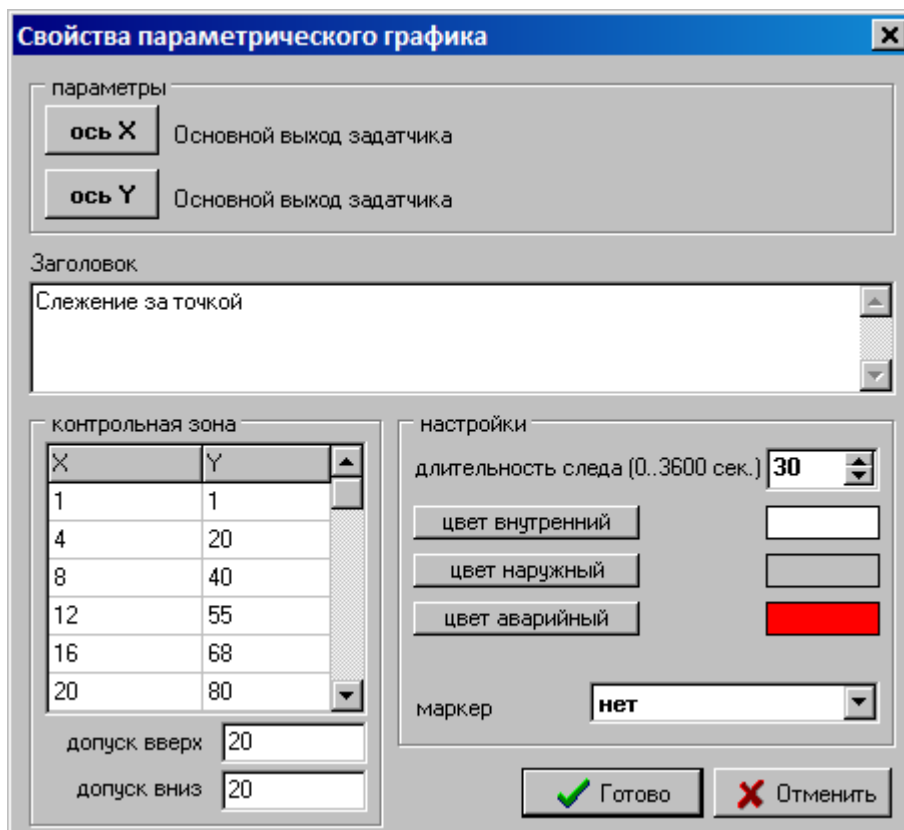 Свойства параметрического графика
параметры
ось X Основной выход задатчика
ось Y Основной выход задатчика
Заголовок
Слежение за точкой
контрольная зона
X Y
1 1
4 20
8 40
12 55
16 68
20 80
допуск вверх 20
допуск вниз 20
настройки
длительность следа (0..3600 сек.) 30
цвет внутренний
цвет наружный
цвет аварийный
маркер нет
Готово Отменить